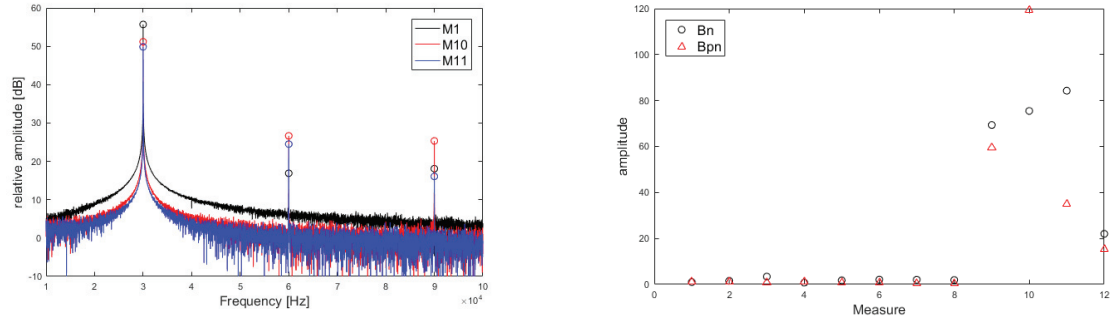 60
50
40
30
20
10
0
-10
relative amplitude [dB]
M1
M10
M11
1 2 3 4 5 6 7 8 9 10
×10⁴
Frequency [Hz]
120
100
80
60
40
20
0
amplitude
Bn
Bpn
0 2 4 6 8 10 12
Measure